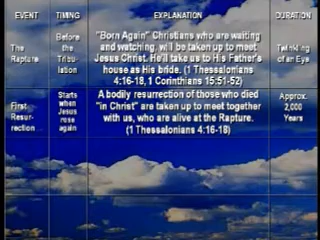 EVENT TIMING EXPLANATION DURATION
The Rapture
Before the Tribu-lation
"Born Again" Christians who are waiting
and watching, will be taken up to meet
Jesus Christ. He'll take us to His Father's
house as His bride. (1 Thessalonians
4:16-18, 1 Corinthians 15:51-52)
Twinkling
of an Eye
First
Resur-
rection
Starts
when
Jesus
rose
again
A bodily resurrection of those who died
"in Christ" are taken up to meet together
with us, who are alive at the Rapture.
(1 Thessalonians 4:16-18)
Approx.
2,000
Years